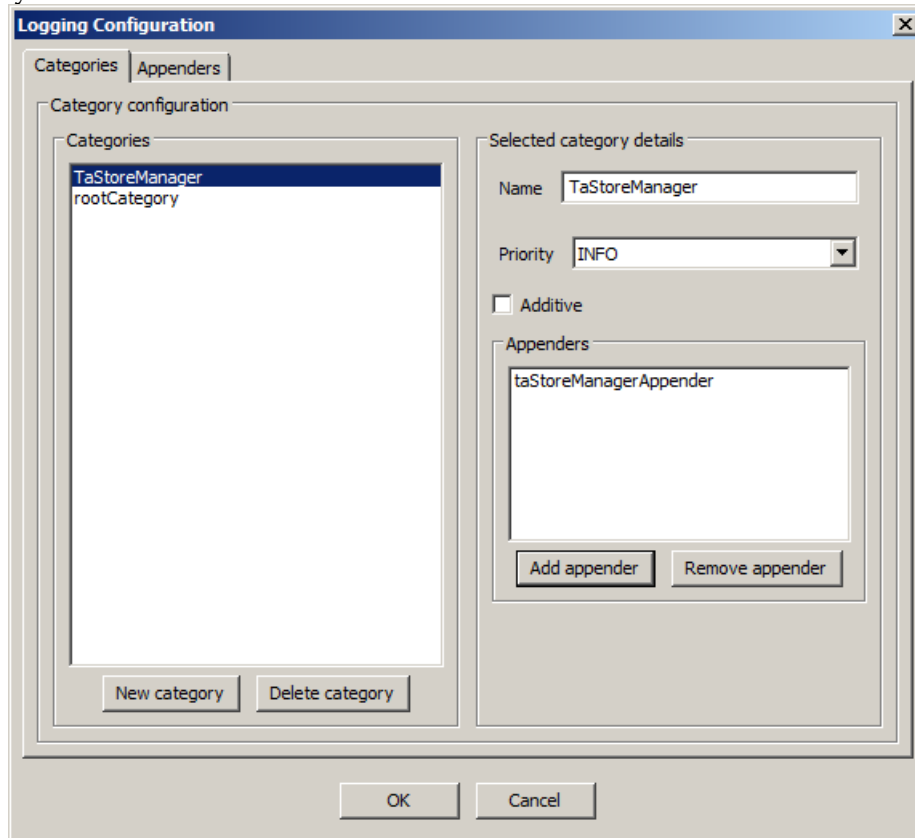 Logging Configuration
Categories Appenders
Category configuration
Categories
TaStoreManager
rootCategory
New category Delete category
Selected category details
Name TaStoreManager
Priority INFO
Additive
Appenders
taStoreManagerAppender
Add appender Remove appender
OK Cancel